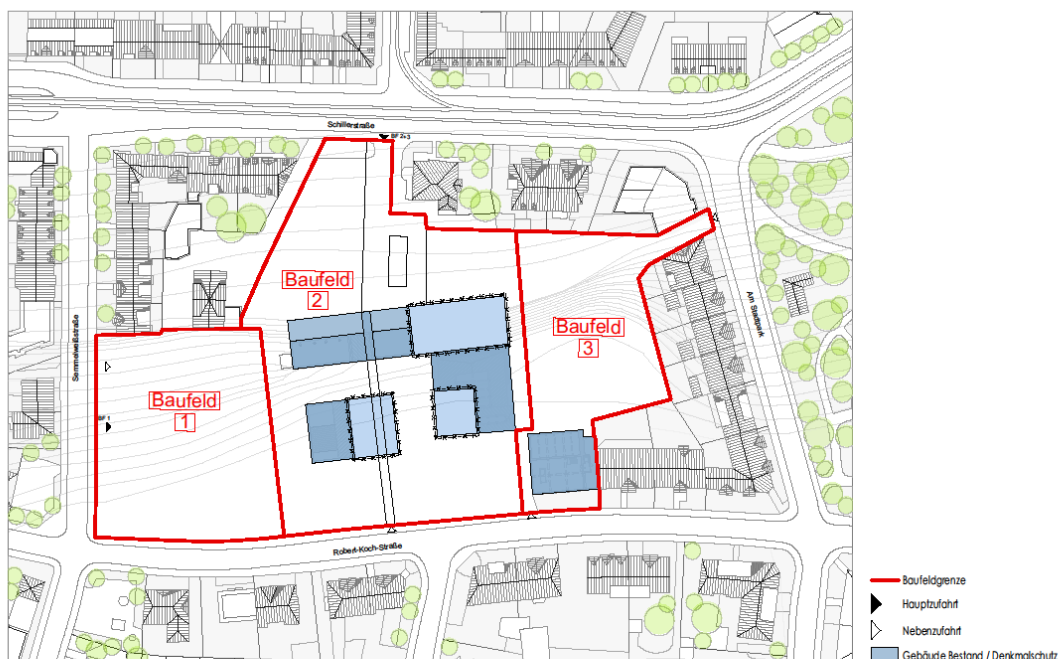 Schillerstraße
BF 2+3
Baufeld
2
Baufeld
3
Am Stadtpark
Semmelweißstraße
Baufeld
1
BF 1
Robert-Koch-Straße
Baufeldgrenze
Hauptzufahrt
Nebenzufahrt
Gebäude Bestand / Denkmalschutz